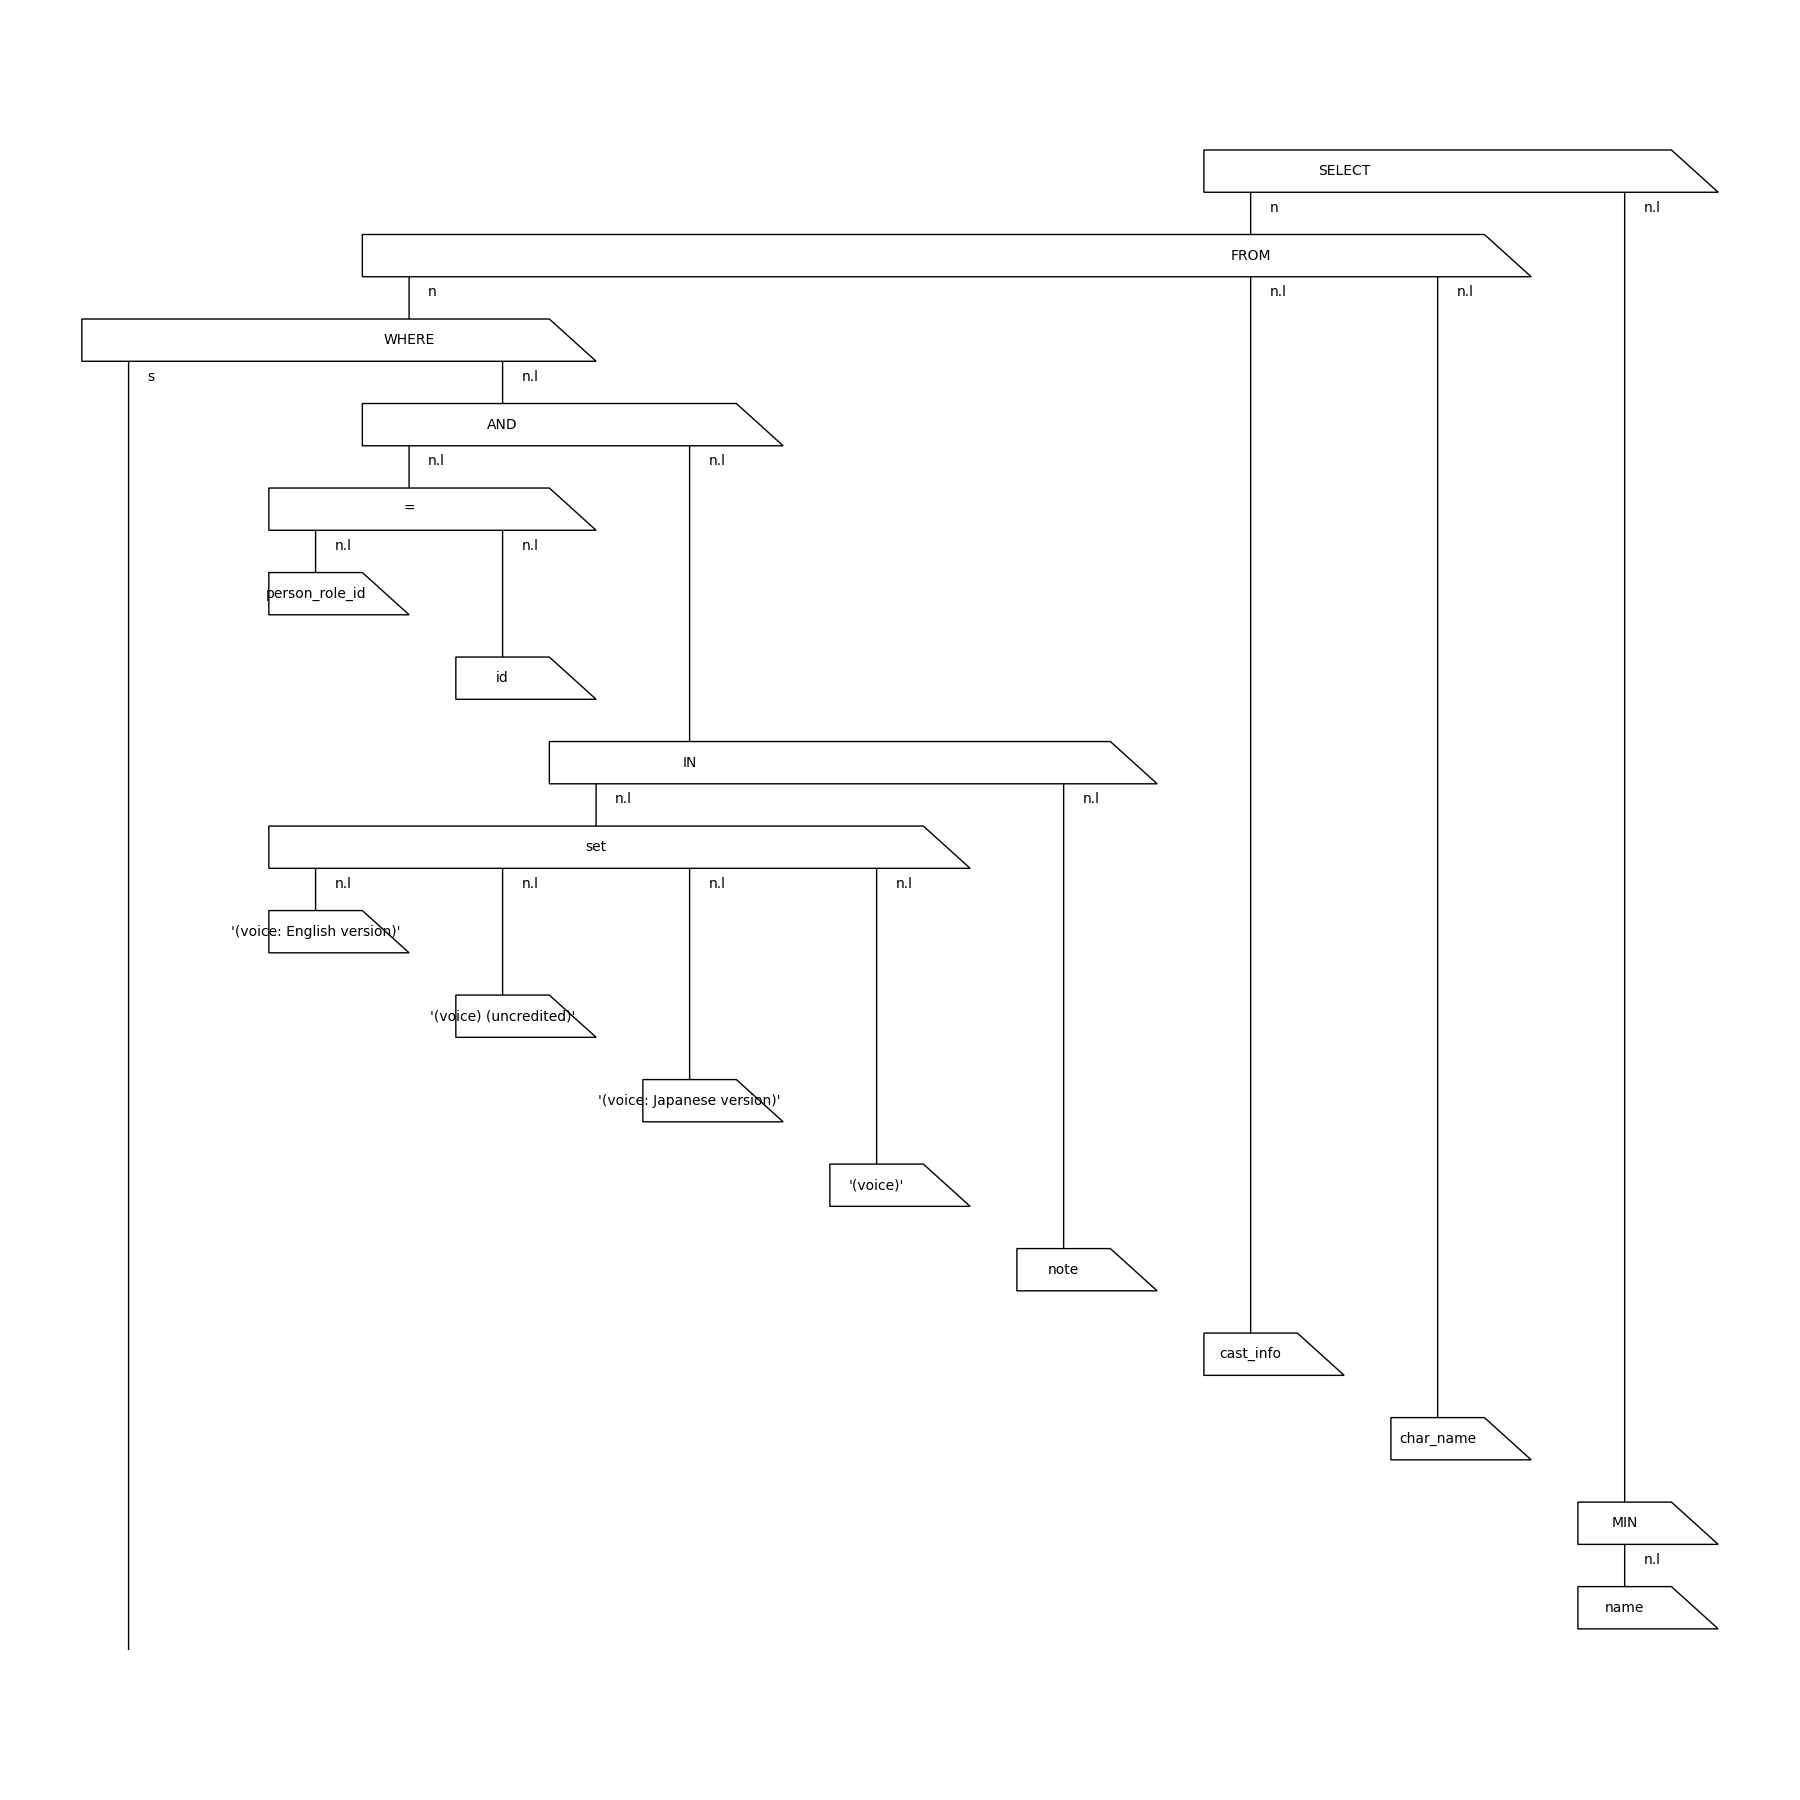 SELECT
n n.l
FROM
n n.l n.l
WHERE
s n.l
AND
n.l n.l
=
n.l n.l
person_role_id
id
IN
n.l n.l
set
n.l n.l n.l n.l
'(voice: English version)'
'(voice) (uncredited)'
'(voice: Japanese version)'
'(voice)'
note
cast_info
char_name
MIN
n.l
name